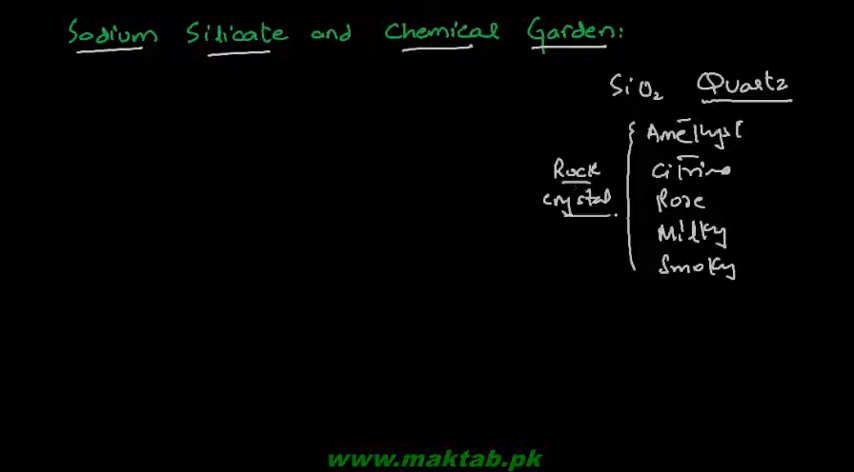 Sodium Silicate and Chemical Garden:
SiO₂ Quartz
Amethyst
Rock Citrine
crystal Rose
Milky
Smoky
www.maktab.pk